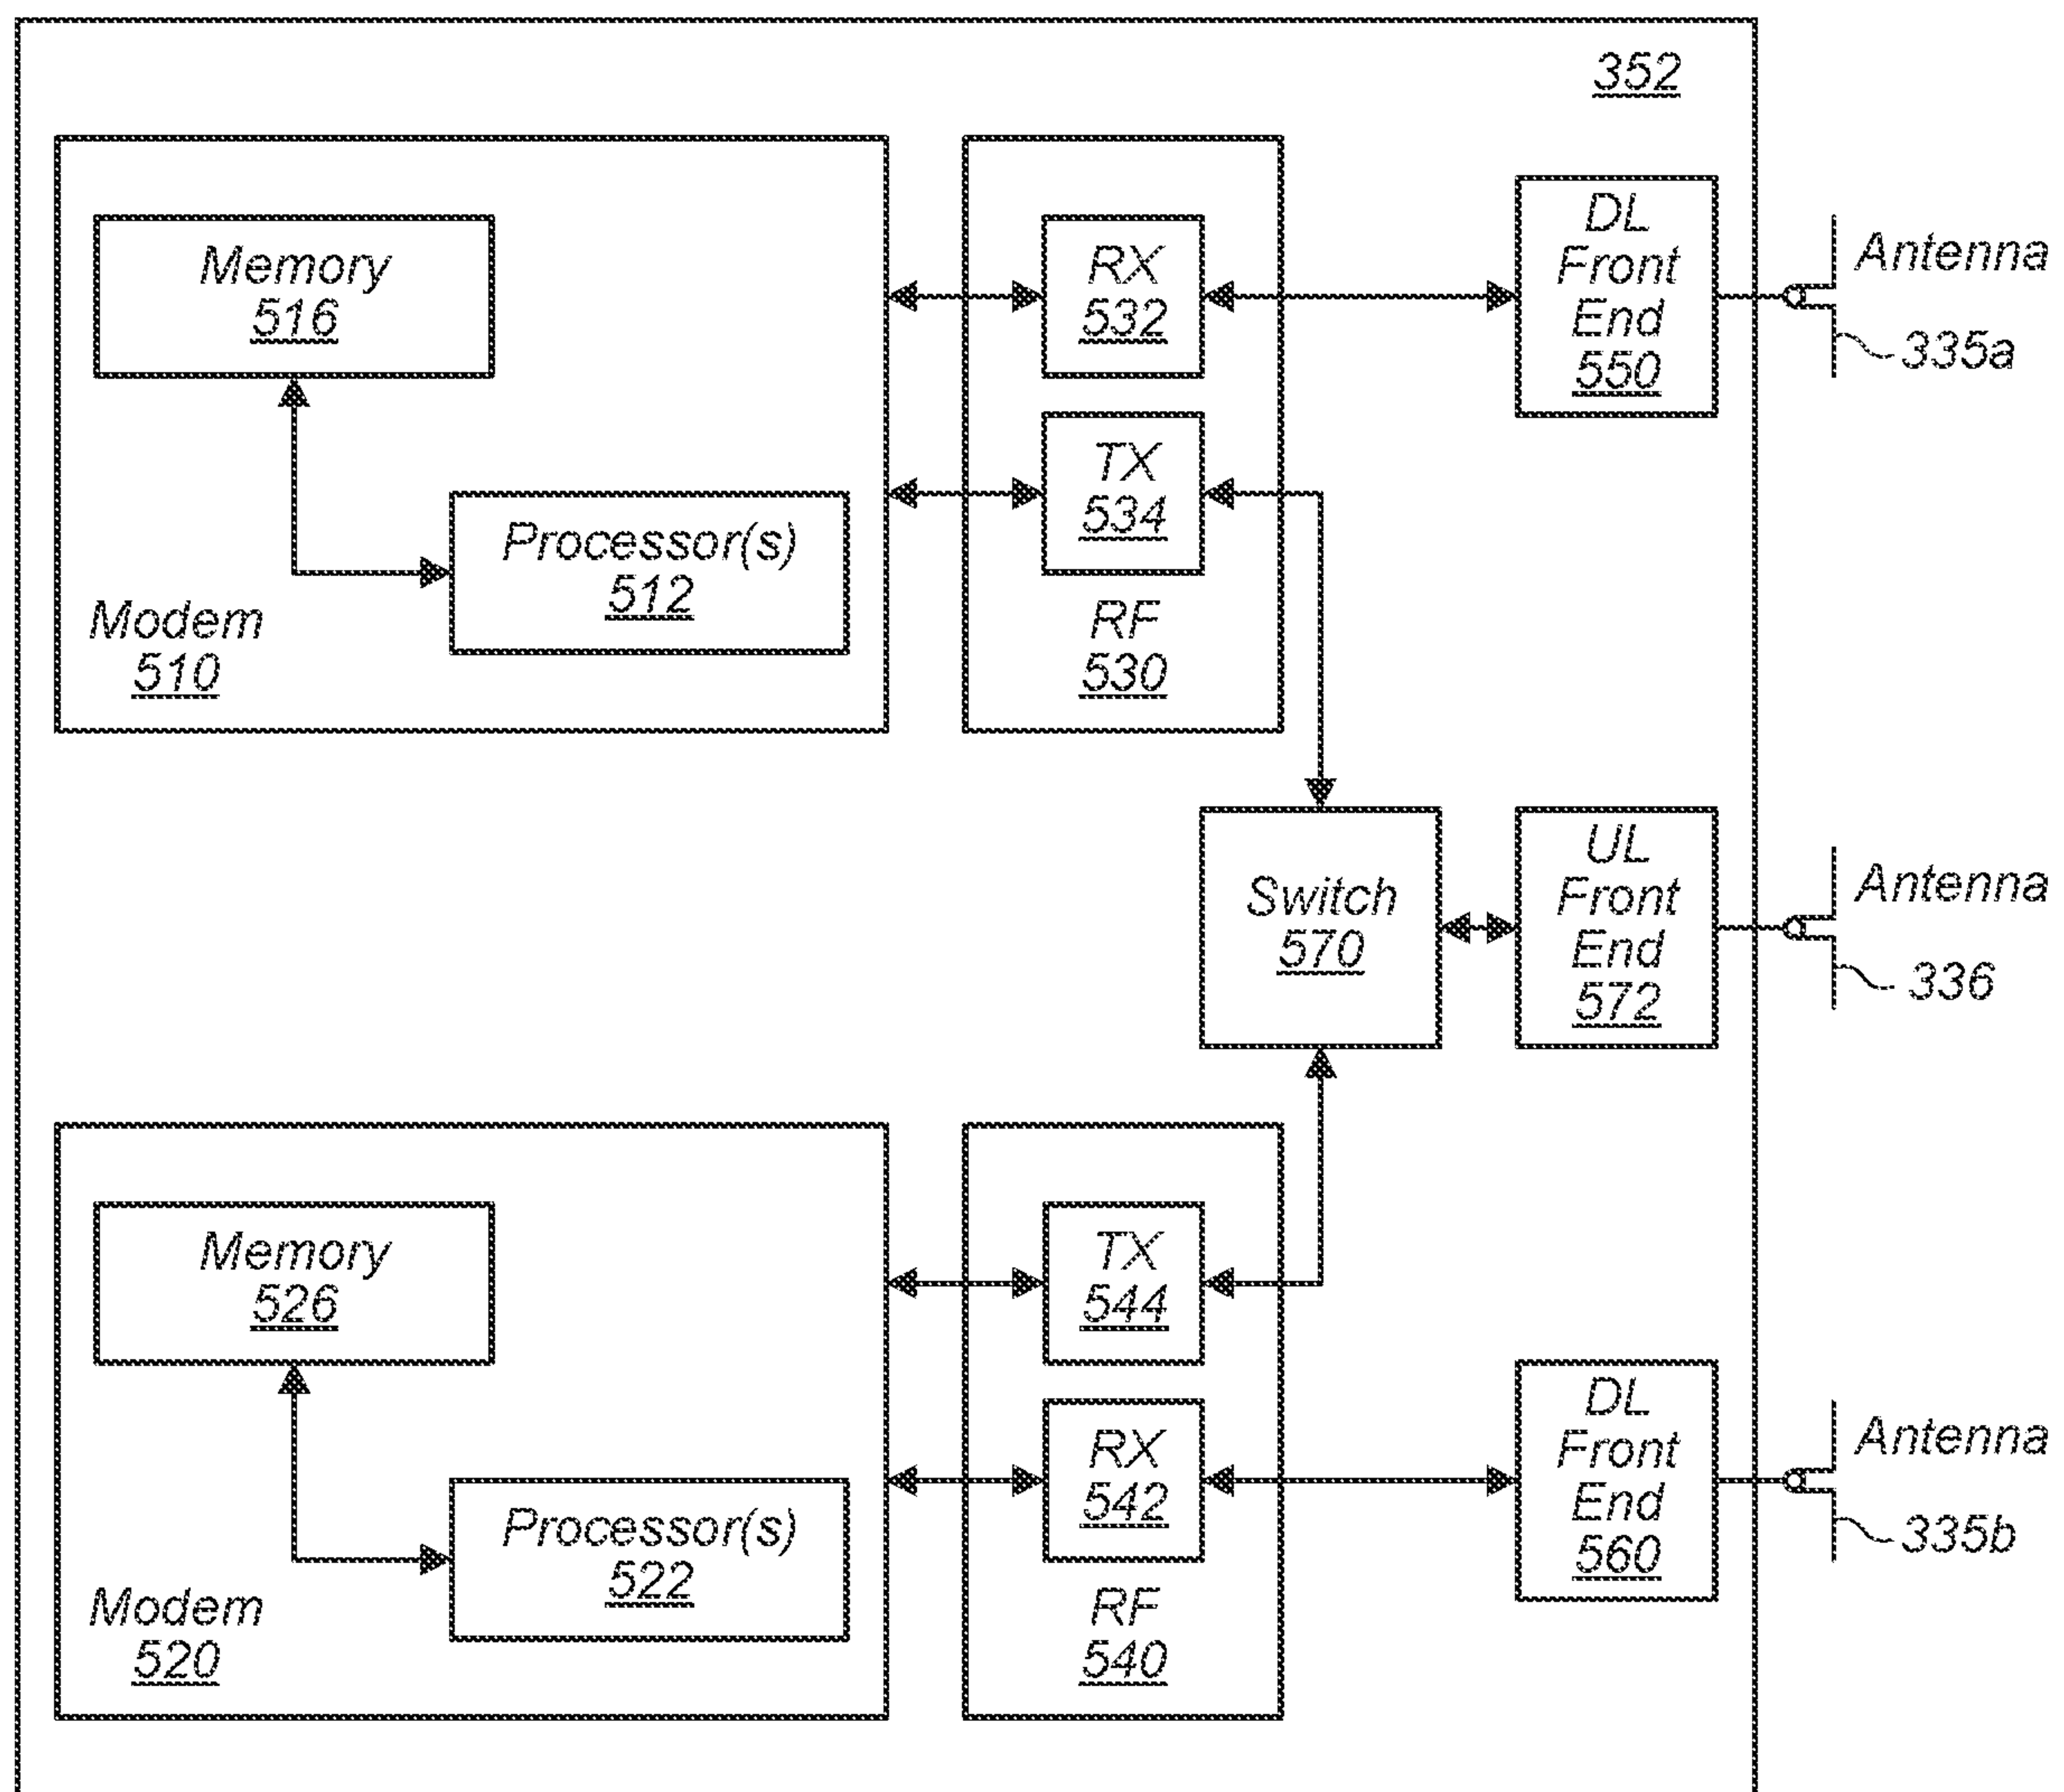 352
Memory
516
Processor(s)
512
Modem
510
RX
532
TX
534
RF
530
DL
Front
End
550
Antenna
335a
Switch
570
UL
Front
End
572
Antenna
336
Memory
526
Processor(s)
522
Modem
520
TX
544
RX
542
RF
540
DL
Front
End
560
Antenna
335b